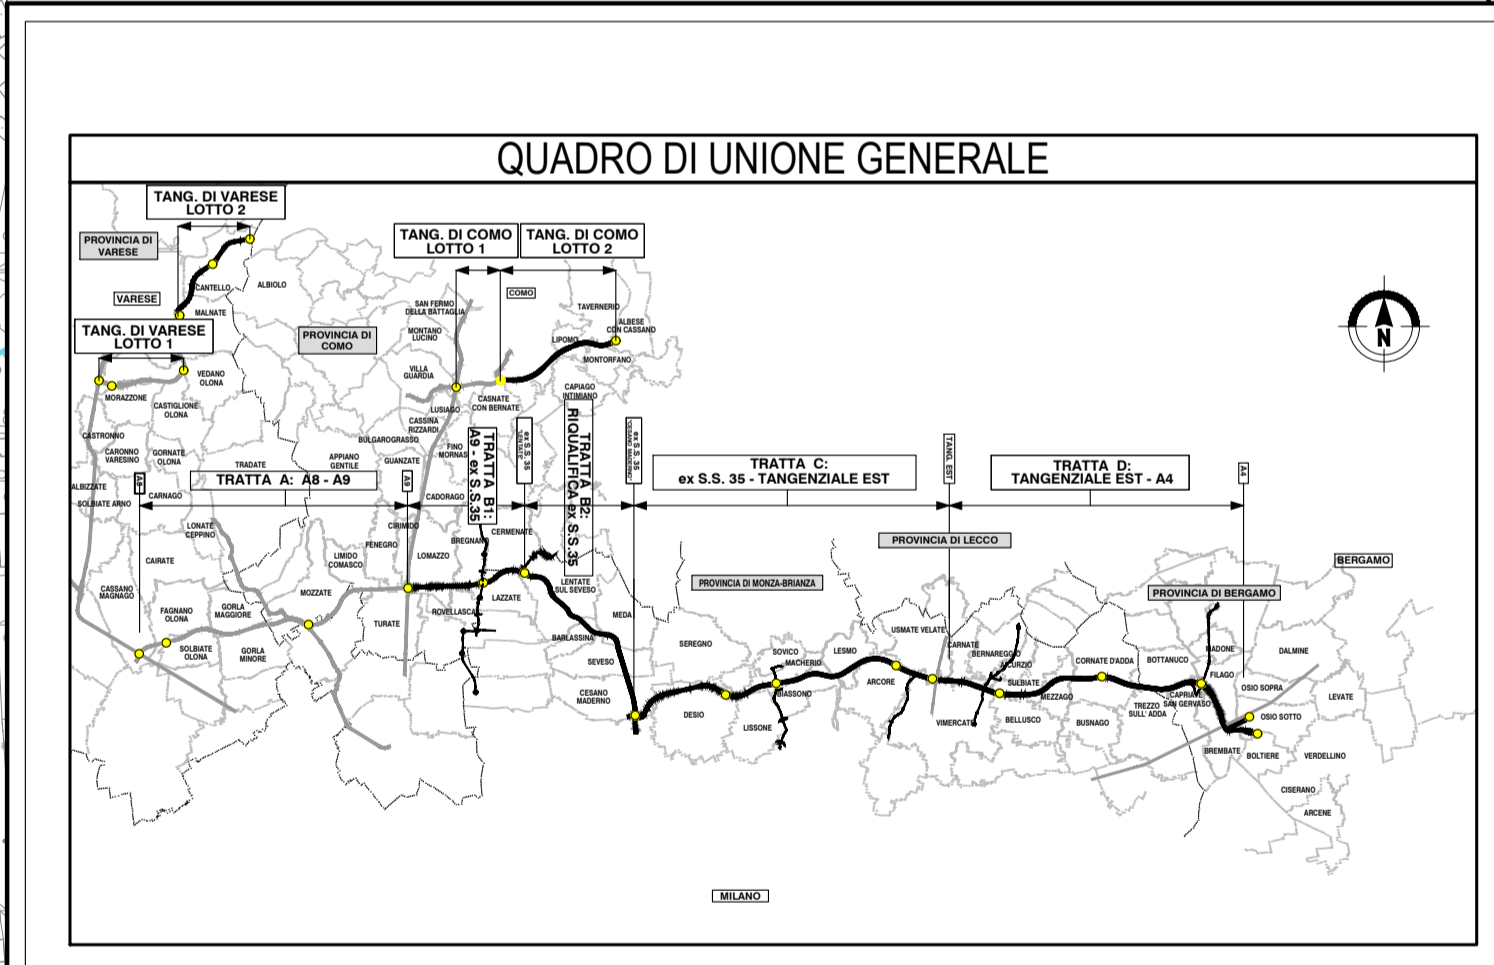 QUADRO DI UNIONE GENERALE
TANG. DI VARESE
LOTTO 2
PROVINCIA DI
VARESE
TANG. DI COMO
LOTTO 1
TANG. DI COMO
LOTTO 2
CANTELLO
ALBIOLO
VARESE
MALNATE
COMO
SAN FERMO
DELLA BATTAGLIA
TAVERNERIO
ALBESE
CON CASSANO
TANG. DI VARESE
LOTTO 1
PROVINCIA DI
COMO
MONTANO
LUCINO
LIPOMO
MONTORFANO
N
VILLA
GUARDIA
VEDANO
OLONA
MORAZZONE
CASTIGLIONE
OLONA
LUSIAGO
CASNATE
CON BERNATE
CAPIAGO
INTIMIANO
CASSINA
RIZZARDI
CASTRONNO
BULGAROGRASSO
FINO
MORNAS
CARONNO
VARESINO
GORNATE
OLONA
TRADATE
APPIANO
GENTILE
GUANZATE
TRATTA B1:
A9 - ex S.S.35
ex S.S. 35
"LENTATE"
TRATTA B2:
RIQUALIFICA ex S.S.35
ex S.S. 35
"CESANO MADERNO"
TRATTA C:
ex S.S. 35 - TANGENZIALE EST
TANG. EST
TRATTA D:
TANGENZIALE EST - A4
A4
TRATTA A: A8 - A9
A8
A9
ALBIZZATE
SOLBIATE ARNO
CARNAGO
CADORAGO
LONATE
CEPPINO
CIRIMIDO
FENEGRO
LOMAZZO
BREGNAN
CERMENATE
PROVINCIA DI LECCO
CAIRATE
LIMIDO
COMASCO
BERGAMO
CASSANO
MAGNAGO
MOZZATE
LAZZATE
LENTATE
SUL SEVESO
PROVINCIA DI MONZA-BRIANZA
PROVINCIA DI BERGAMO
FAGNANO
OLONA
GORLA
MAGGIORE
ROVELLASCA
TURATE
MEDA
BARLASSINA
SEREGNO
USMATE VELATE
SOLBIATE
OLONA
GORLA
MINORE
SEVESO
SOVICO
MACHERIO
LESMO
CARNATE
BERNAREGGIO
AICURZIO
CORNATE D'ADDA
BOTTANUCO
MADONE
DALMINE
CESANO
MADERNO
BIASSONO
ARCORE
SULBIATE
MEZZAGO
FILAGO
CAPRIATE
SAN GERVASO
OSIO SOPRA
LEVATE
DESIO
LISSONE
VIMERCATE
BELLUSCO
BUSNAGO
TREZZO
SULL' ADDA
OSIO SOTTO
BREMBATE
BOLTIERE
VERDELLINO
CISERANO
ARCENE
MILANO